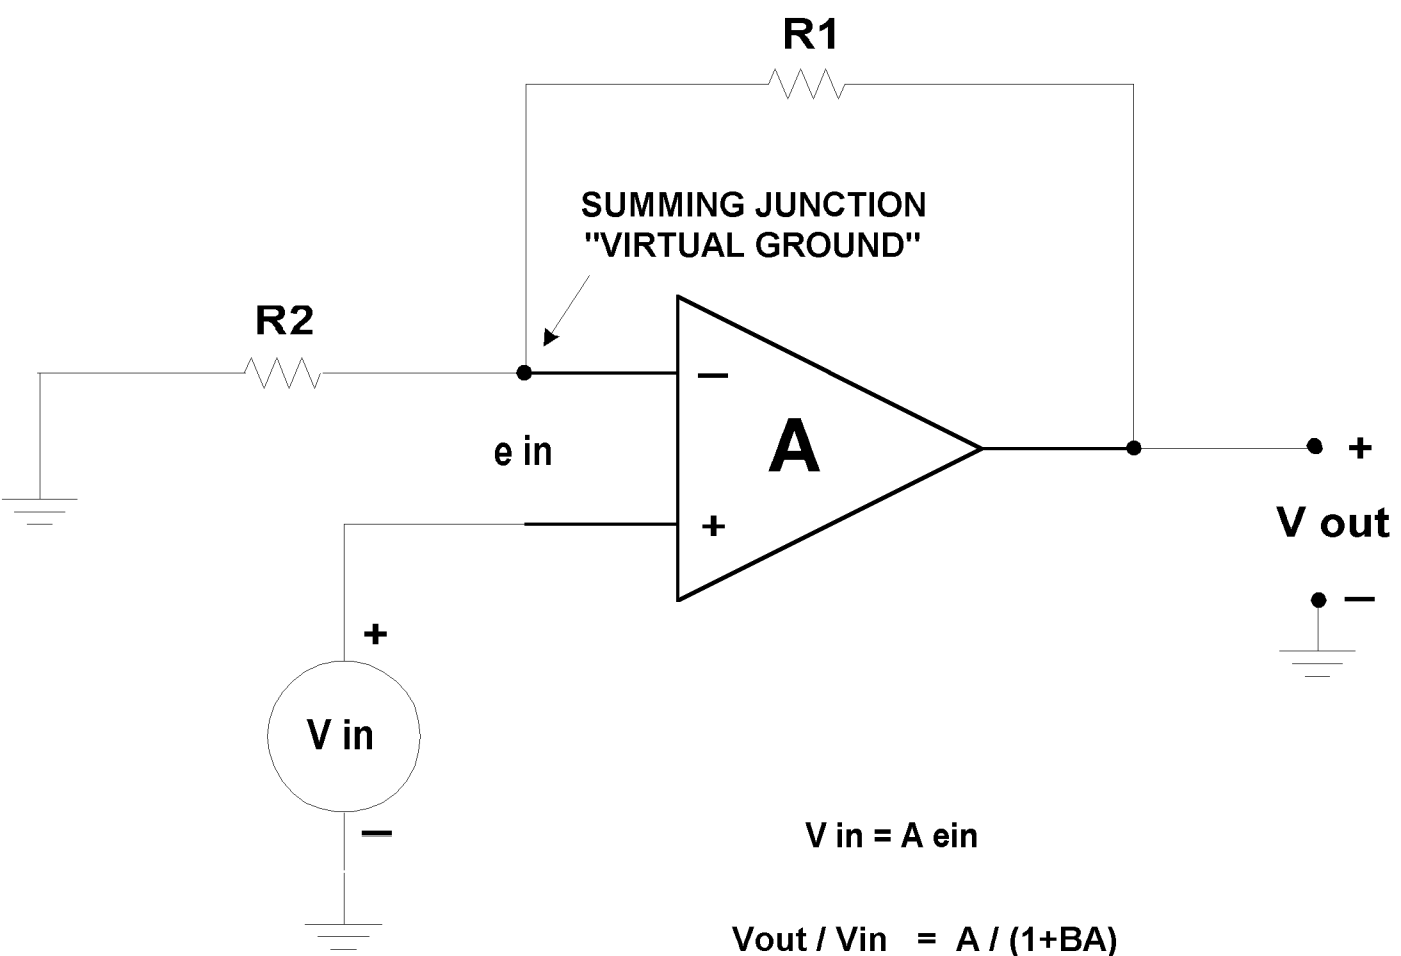 R1
SUMMING JUNCTION
"VIRTUAL GROUND"
R2
−
e in
A
+
+
V out
−
+
V in
−
V in = A ein
Vout / Vin = A / (1+BA)